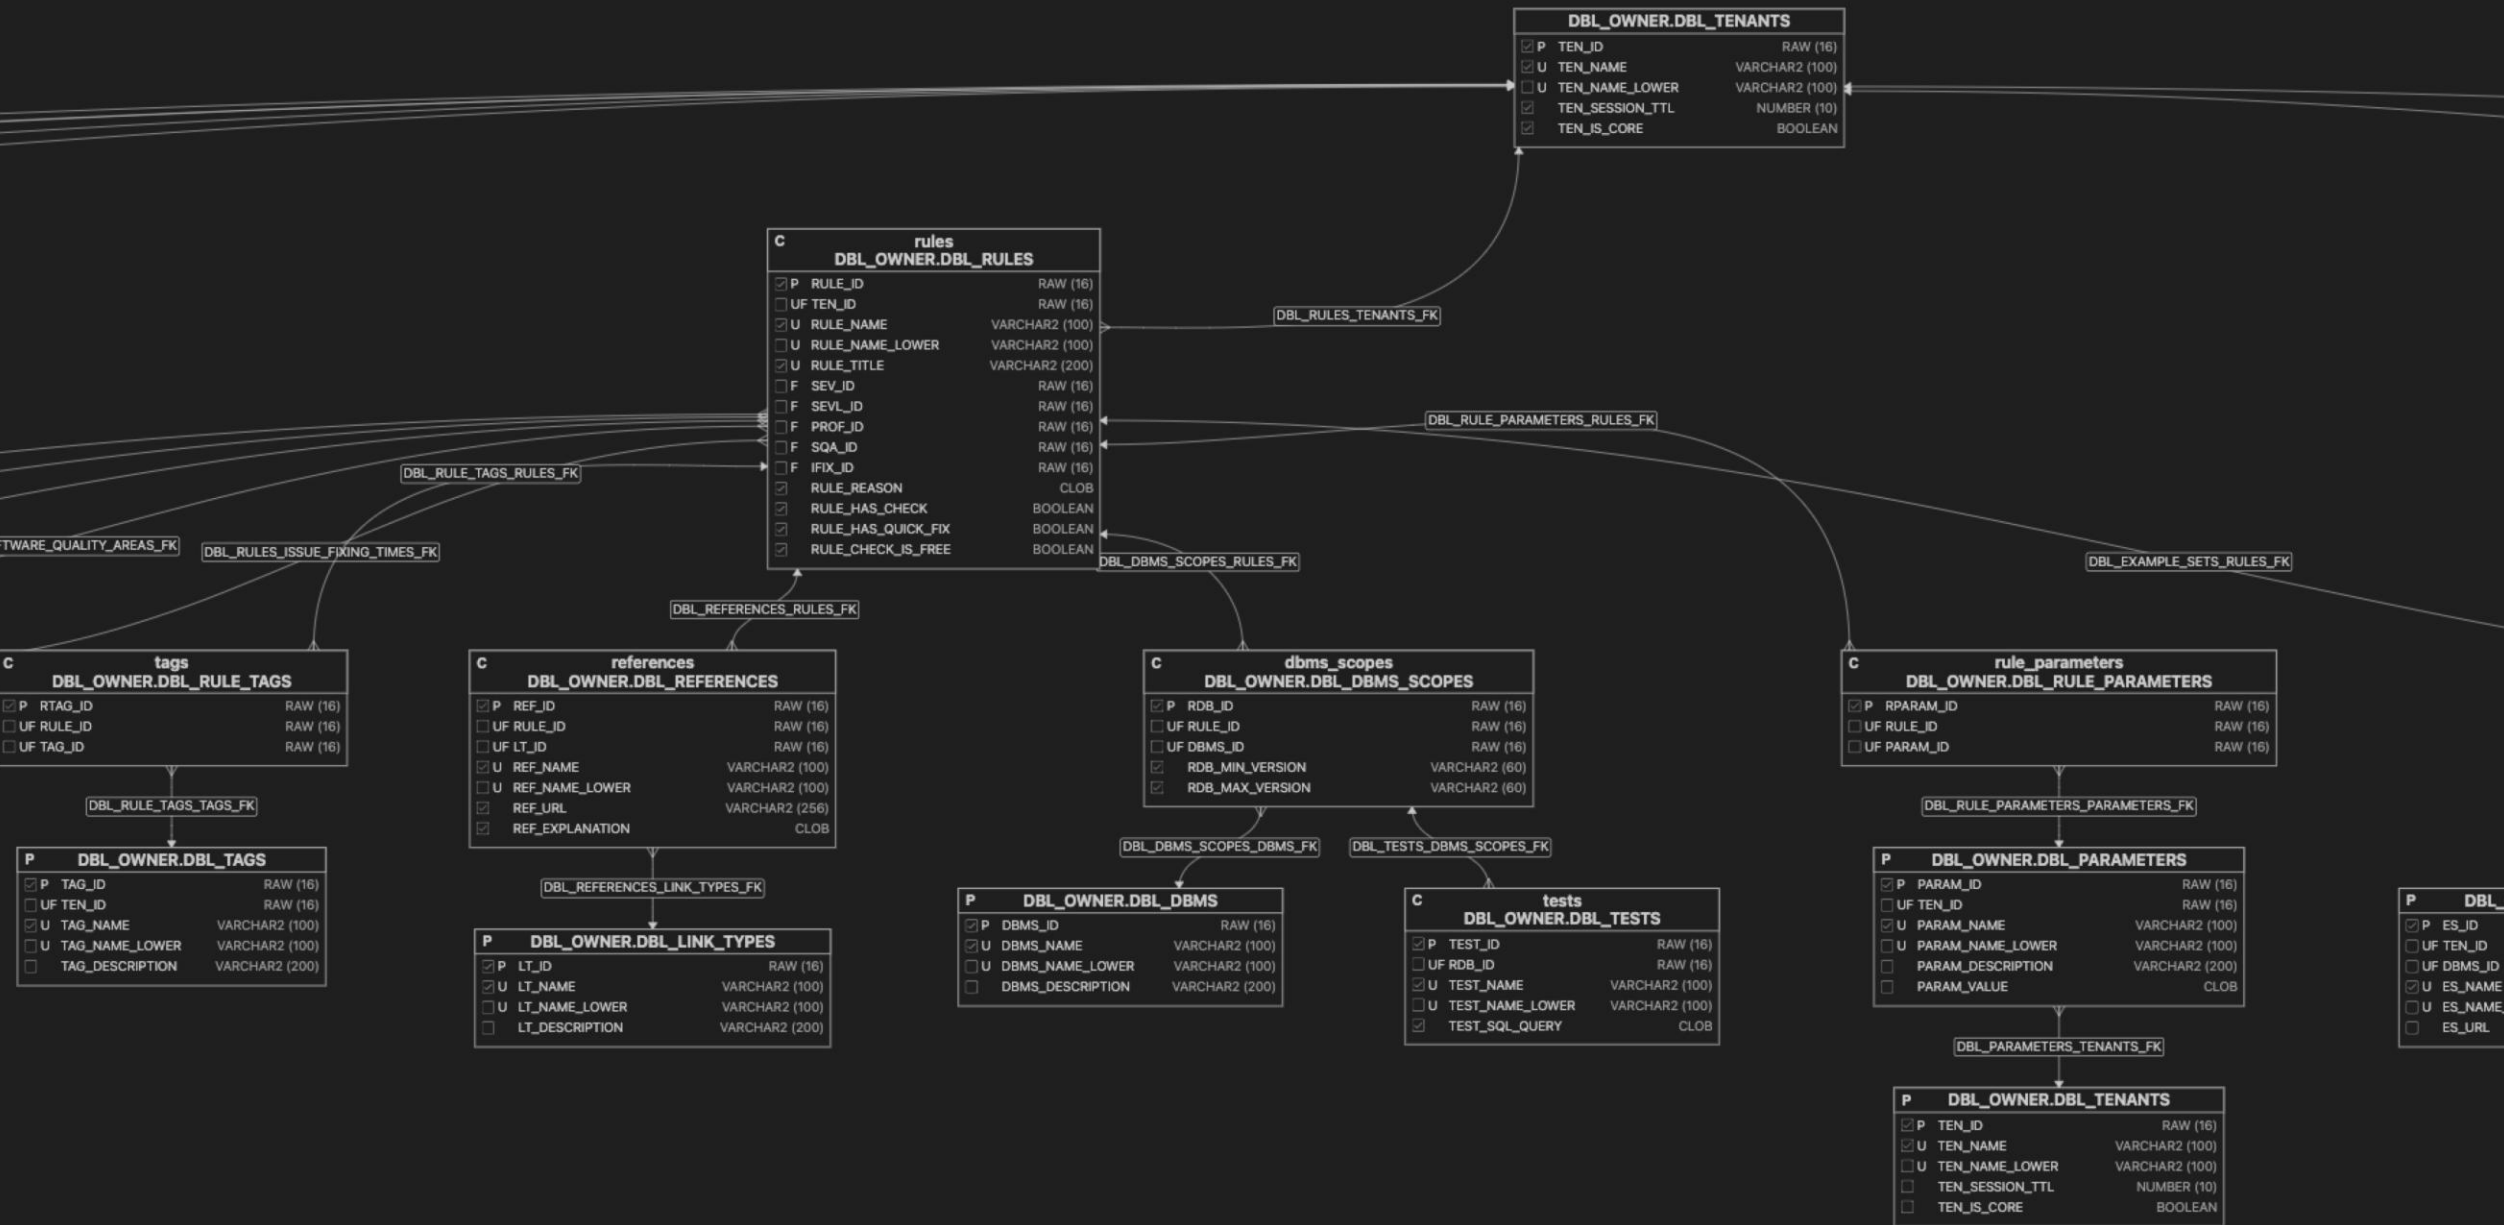 DBL_OWNER.DBL_TENANTS
P TEN_ID RAW (16)
U TEN_NAME VARCHAR2 (100)
U TEN_NAME_LOWER VARCHAR2 (100)
TEN_SESSION_TTL NUMBER (10)
TEN_IS_CORE BOOLEAN
C rules
DBL_OWNER.DBL_RULES
P RULE_ID RAW (16)
UF TEN_ID RAW (16)
U RULE_NAME VARCHAR2 (100)
U RULE_NAME_LOWER VARCHAR2 (100)
U RULE_TITLE VARCHAR2 (200)
F SEV_ID RAW (16)
F SEVL_ID RAW (16)
F PROF_ID RAW (16)
F SQA_ID RAW (16)
F IFIX_ID RAW (16)
RULE_REASON CLOB
RULE_HAS_CHECK BOOLEAN
RULE_HAS_QUICK_FIX BOOLEAN
RULE_CHECK_IS_FREE BOOLEAN
DBL_RULES_TENANTS_FK
DBL_RULE_PARAMETERS_RULES_FK
DBL_RULE_TAGS_RULES_FK
TWARE_QUALITY_AREAS_FK
DBL_RULES_ISSUE_FIXING_TIMES_FK
DBL_DBMS_SCOPES_RULES_FK
DBL_EXAMPLE_SETS_RULES_FK
DBL_REFERENCES_RULES_FK
C tags
DBL_OWNER.DBL_RULE_TAGS
P RTAG_ID RAW (16)
UF RULE_ID RAW (16)
UF TAG_ID RAW (16)
DBL_RULE_TAGS_TAGS_FK
P DBL_OWNER.DBL_TAGS
P TAG_ID RAW (16)
UF TEN_ID RAW (16)
U TAG_NAME VARCHAR2 (100)
U TAG_NAME_LOWER VARCHAR2 (100)
TAG_DESCRIPTION VARCHAR2 (200)
C references
DBL_OWNER.DBL_REFERENCES
P REF_ID RAW (16)
UF RULE_ID RAW (16)
UF LT_ID RAW (16)
U REF_NAME VARCHAR2 (100)
U REF_NAME_LOWER VARCHAR2 (100)
REF_URL VARCHAR2 (256)
REF_EXPLANATION CLOB
DBL_REFERENCES_LINK_TYPES_FK
P DBL_OWNER.DBL_LINK_TYPES
P LT_ID RAW (16)
U LT_NAME VARCHAR2 (100)
U LT_NAME_LOWER VARCHAR2 (100)
LT_DESCRIPTION VARCHAR2 (200)
C dbms_scopes
DBL_OWNER.DBL_DBMS_SCOPES
P RDB_ID RAW (16)
UF RULE_ID RAW (16)
UF DBMS_ID RAW (16)
RDB_MIN_VERSION VARCHAR2 (60)
RDB_MAX_VERSION VARCHAR2 (60)
DBL_DBMS_SCOPES_DBMS_FK
DBL_TESTS_DBMS_SCOPES_FK
P DBL_OWNER.DBL_DBMS
P DBMS_ID RAW (16)
U DBMS_NAME VARCHAR2 (100)
U DBMS_NAME_LOWER VARCHAR2 (100)
DBMS_DESCRIPTION VARCHAR2 (200)
C tests
DBL_OWNER.DBL_TESTS
P TEST_ID RAW (16)
UF RDB_ID RAW (16)
U TEST_NAME VARCHAR2 (100)
U TEST_NAME_LOWER VARCHAR2 (100)
TEST_SQL_QUERY CLOB
C rule_parameters
DBL_OWNER.DBL_RULE_PARAMETERS
P RPARAM_ID RAW (16)
UF RULE_ID RAW (16)
UF PARAM_ID RAW (16)
DBL_RULE_PARAMETERS_PARAMETERS_FK
P DBL_OWNER.DBL_PARAMETERS
P PARAM_ID RAW (16)
UF TEN_ID RAW (16)
U PARAM_NAME VARCHAR2 (100)
U PARAM_NAME_LOWER VARCHAR2 (100)
PARAM_DESCRIPTION VARCHAR2 (200)
PARAM_VALUE CLOB
DBL_PARAMETERS_TENANTS_FK
P DBL_OWNER.DBL_TENANTS
P TEN_ID RAW (16)
U TEN_NAME VARCHAR2 (100)
U TEN_NAME_LOWER VARCHAR2 (100)
TEN_SESSION_TTL NUMBER (10)
TEN_IS_CORE BOOLEAN
P DBL_
P ES_ID
UF TEN_ID
UF DBMS_ID
U ES_NAME
U ES_NAME_
ES_URL